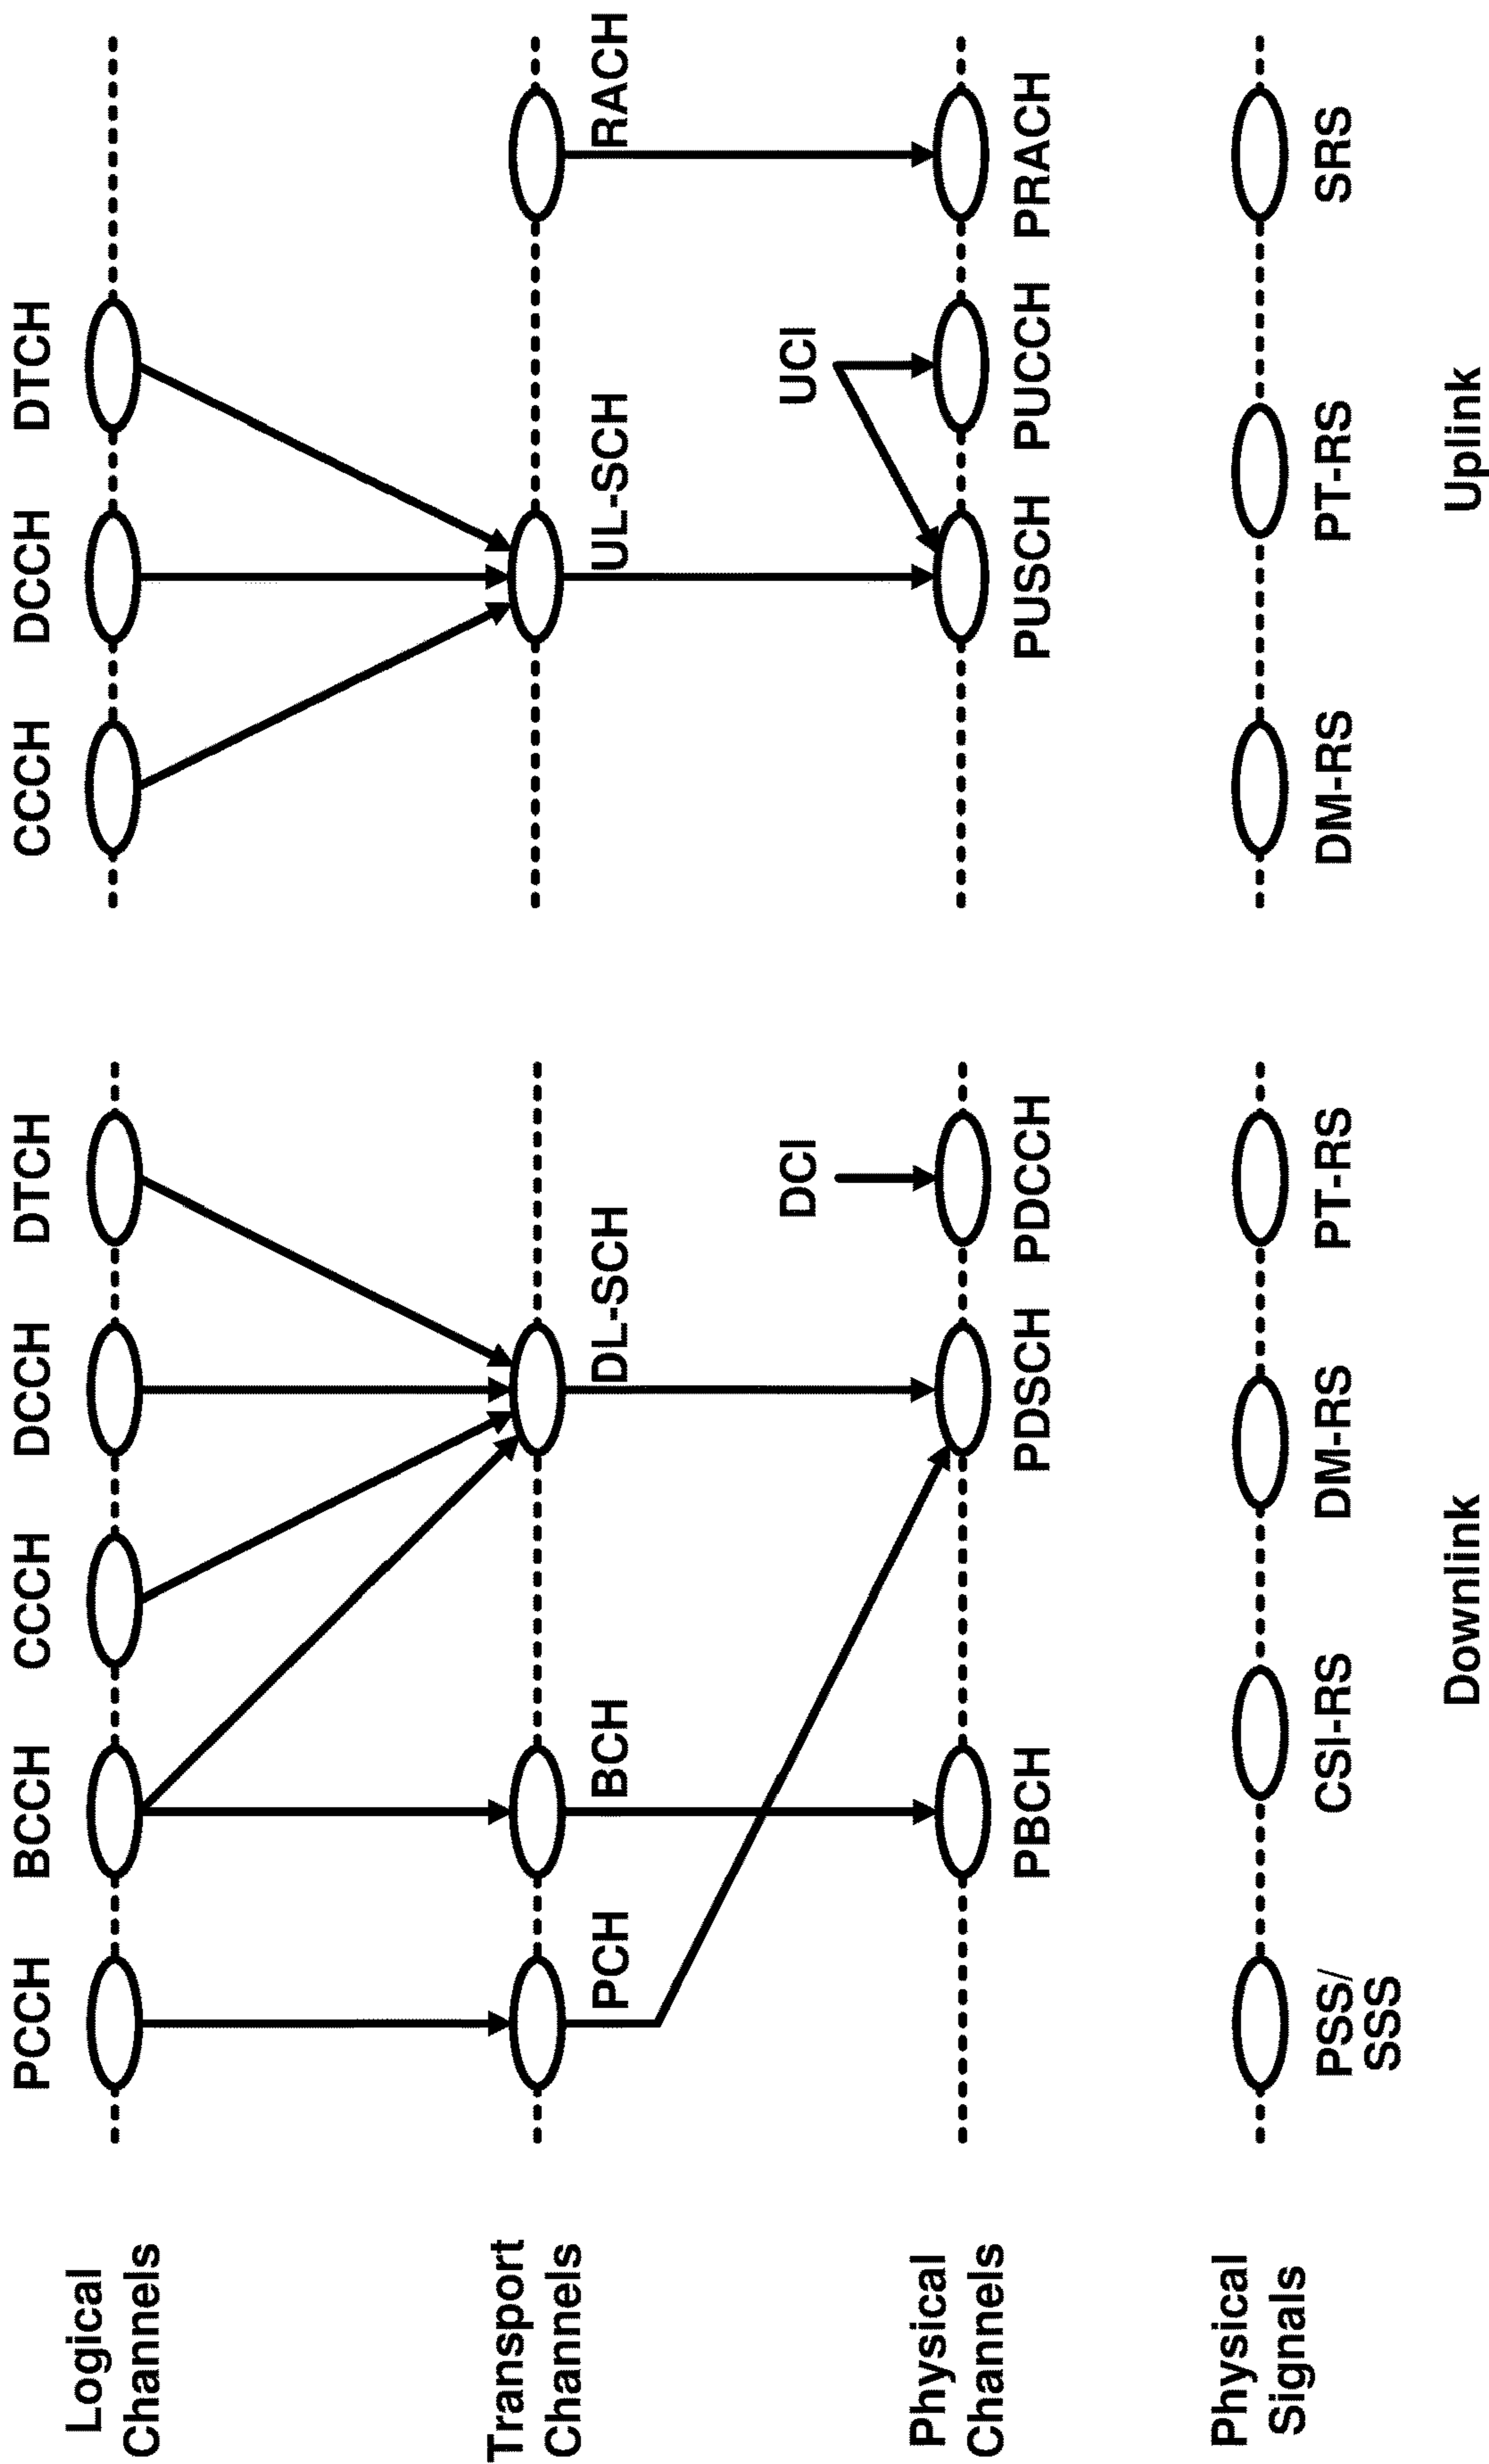 PCCH BCCH CCCH DCCH DTCH CCCH DCCH DTCH
Logical
Channels
Transport
Channels
PCH BCH DL-SCH UL-SCH RACH
DCI UCI
Physical
Channels
PBCH PDSCH PDCCH PUSCH PUCCH PRACH
Physical
Signals
PSS/
SSS
CSI-RS DM-RS PT-RS DM-RS PT-RS SRS
Downlink Uplink